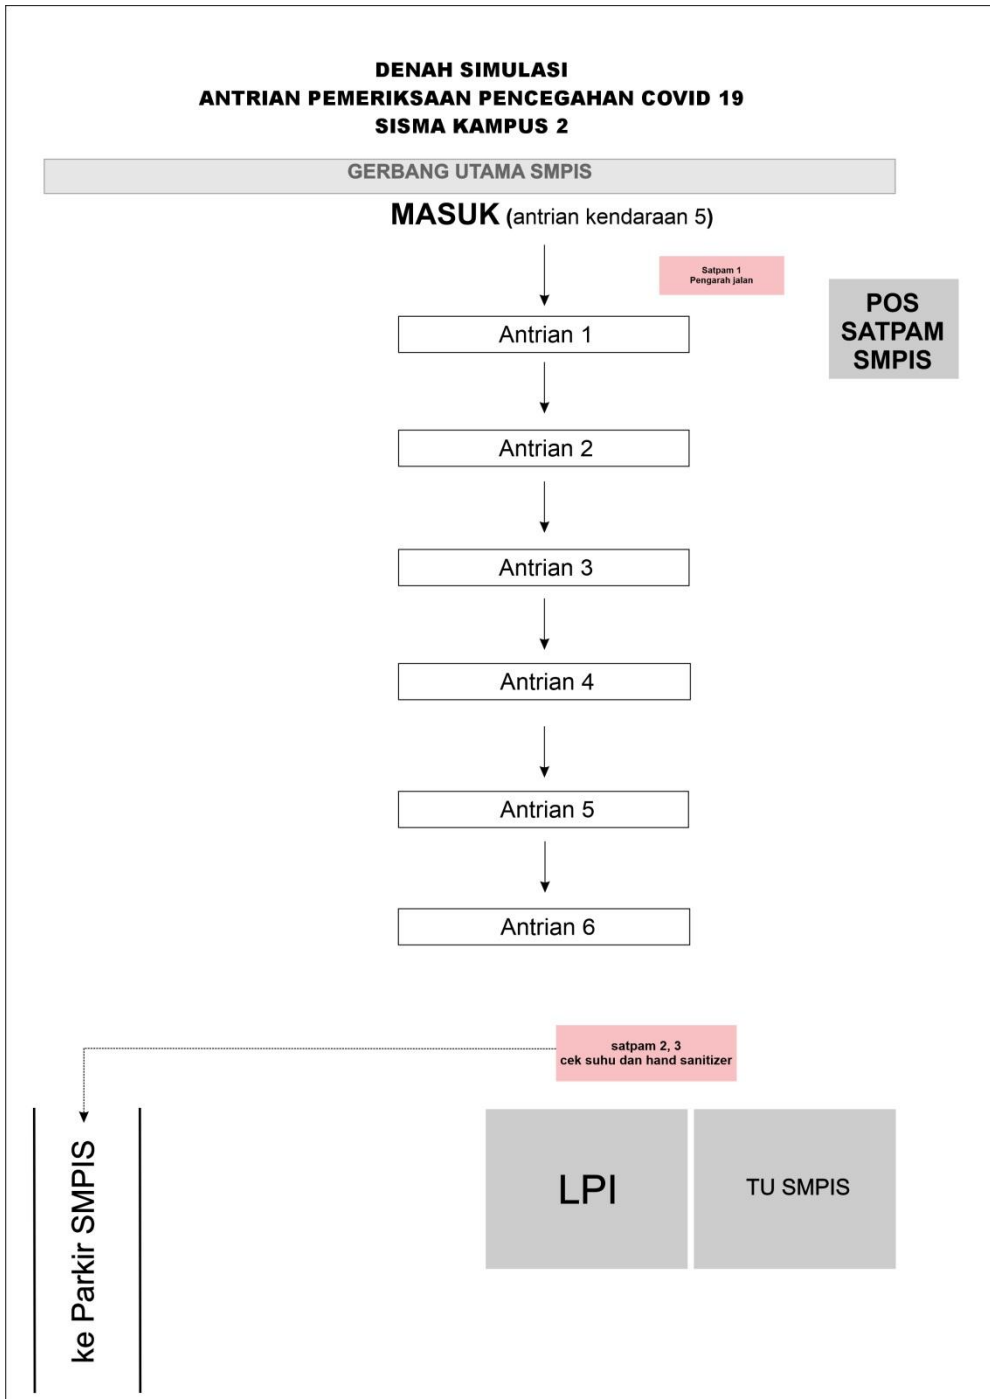 DENAH SIMULASI
ANTRIAN PEMERIKSAAN PENCEGAHAN COVID 19
SISMA KAMPUS 2
GERBANG UTAMA SMPIS
MASUK (antrian kendaraan 5)
Satpam 1
Pengarah jalan
POS
SATPAM
SMPIS
Antrian 1
Antrian 2
Antrian 3
Antrian 4
Antrian 5
Antrian 6
satpam 2, 3
cek suhu dan hand sanitizer
ke Parkir SMPIS
LPI
TU SMPIS